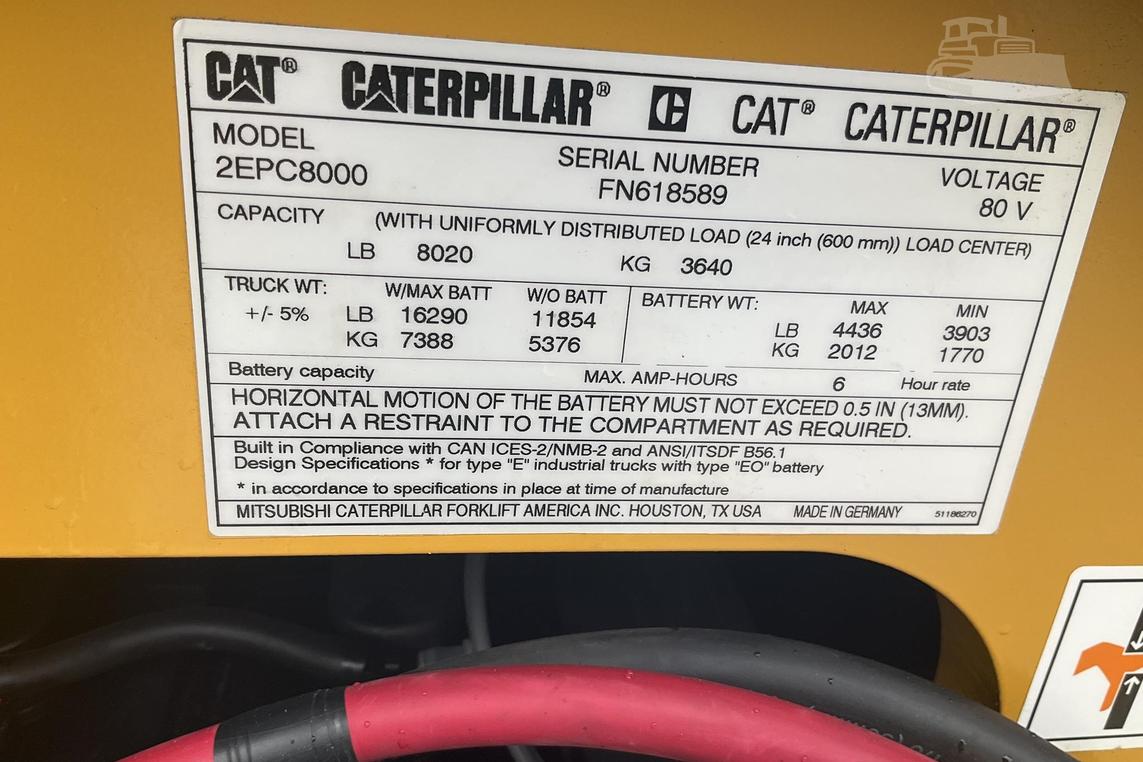 CAT® CATERPILLAR® CAT® CATERPILLAR®
MODEL SERIAL NUMBER VOLTAGE
2EPC8000 FN618589 80 V
CAPACITY (WITH UNIFORMLY DISTRIBUTED LOAD (24 inch (600 mm)) LOAD CENTER)
LB 8020 KG 3640
TRUCK WT: W/MAX BATT W/O BATT BATTERY WT: MAX MIN
+/- 5% LB 16290 11854 LB 4436 3903
KG 7388 5376 KG 2012 1770
Battery capacity MAX. AMP-HOURS 6 Hour rate
HORIZONTAL MOTION OF THE BATTERY MUST NOT EXCEED 0.5 IN (13MM).
ATTACH A RESTRAINT TO THE COMPARTMENT AS REQUIRED.
Built in Compliance with CAN ICES-2/NMB-2 and ANSI/ITSDF B56.1
Design Specifications * for type "E" industrial trucks with type "EO" battery
* in accordance to specifications in place at time of manufacture
MITSUBISHI CATERPILLAR FORKLIFT AMERICA INC. HOUSTON, TX USA MADE IN GERMANY 51186270